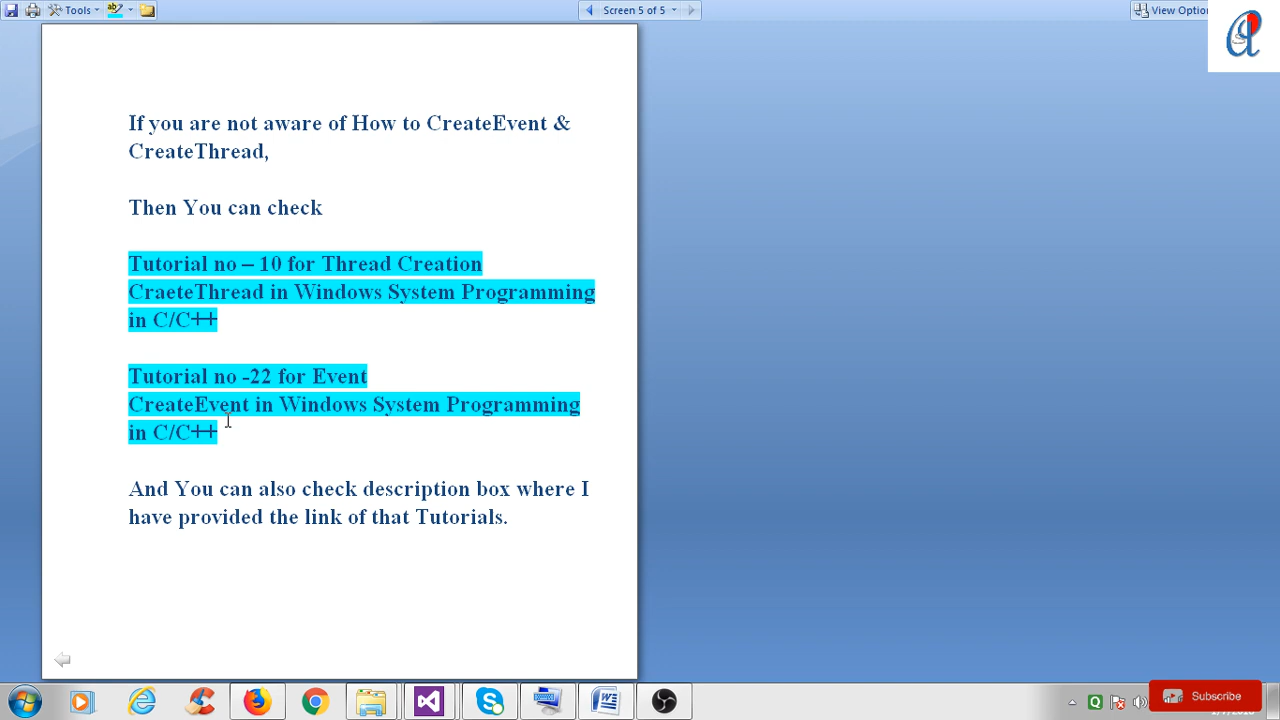 Tools
Screen 5 of 5
View Optio
If you are not aware of How to CreateEvent &
CreateThread,
Then You can check
Tutorial no – 10 for Thread Creation
CraeteThread in Windows System Programming
in C/C++
Tutorial no -22 for Event
CreateEvent in Windows System Programming
in C/C++
And You can also check description box where I
have provided the link of that Tutorials.
Subscribe